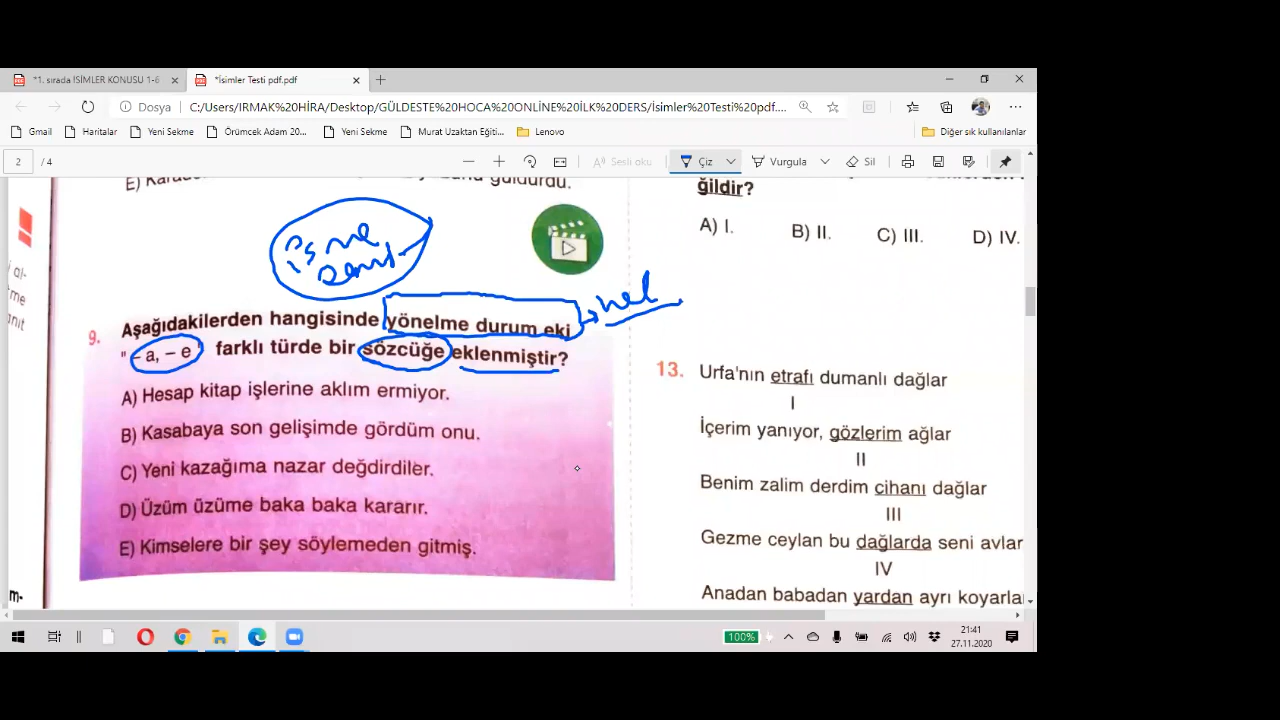 *1. sırada İSİMLER KONUSU 1-6
*İsimler Testi pdf.pdf
Dosya
C:/Users/IRMAK%20HİRA/Desktop/GÜLDESTE%20HOCA%20ONLİNE%20İLK%20DERS/İsimler%20Testi%20pdf....
Gmail
Haritalar
Yeni Sekme
Örümcek Adam 20...
Yeni Sekme
Murat Uzaktan Eğiti...
Lenovo
Diğer sık kullanılanlar
2 / 4
Sesli oku
Çiz
Vurgula
Sil
güldürdü.
9. Aşağıdakilerden hangisinde yönelme durum eki
"– a, – e" farklı türde bir sözcüğe eklenmiştir?
A) Hesap kitap işlerine aklım ermiyor.
B) Kasabaya son gelişimde gördüm onu.
C) Yeni kazağıma nazar değdirdiler.
D) Üzüm üzüme baka baka kararır.
E) Kimselere bir şey söylemeden gitmiş.
ğildir?
A) I. B) II. C) III. D) IV.
13. Urfa'nın etrafı dumanlı dağlar
I
İçerim yanıyor, gözlerim ağlar
II
Benim zalim derdim cihanı dağlar
III
Gezme ceylan bu dağlarda seni avlar
IV
Anadan babadan yardan ayrı koyarla
100%
21:41
27.11.2020